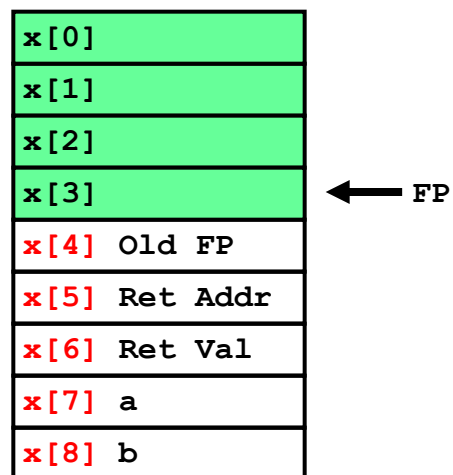 x[0]
x[1]
x[2]
x[3]
FP
x[4] Old FP
x[5] Ret Addr
x[6] Ret Val
x[7] a
x[8] b